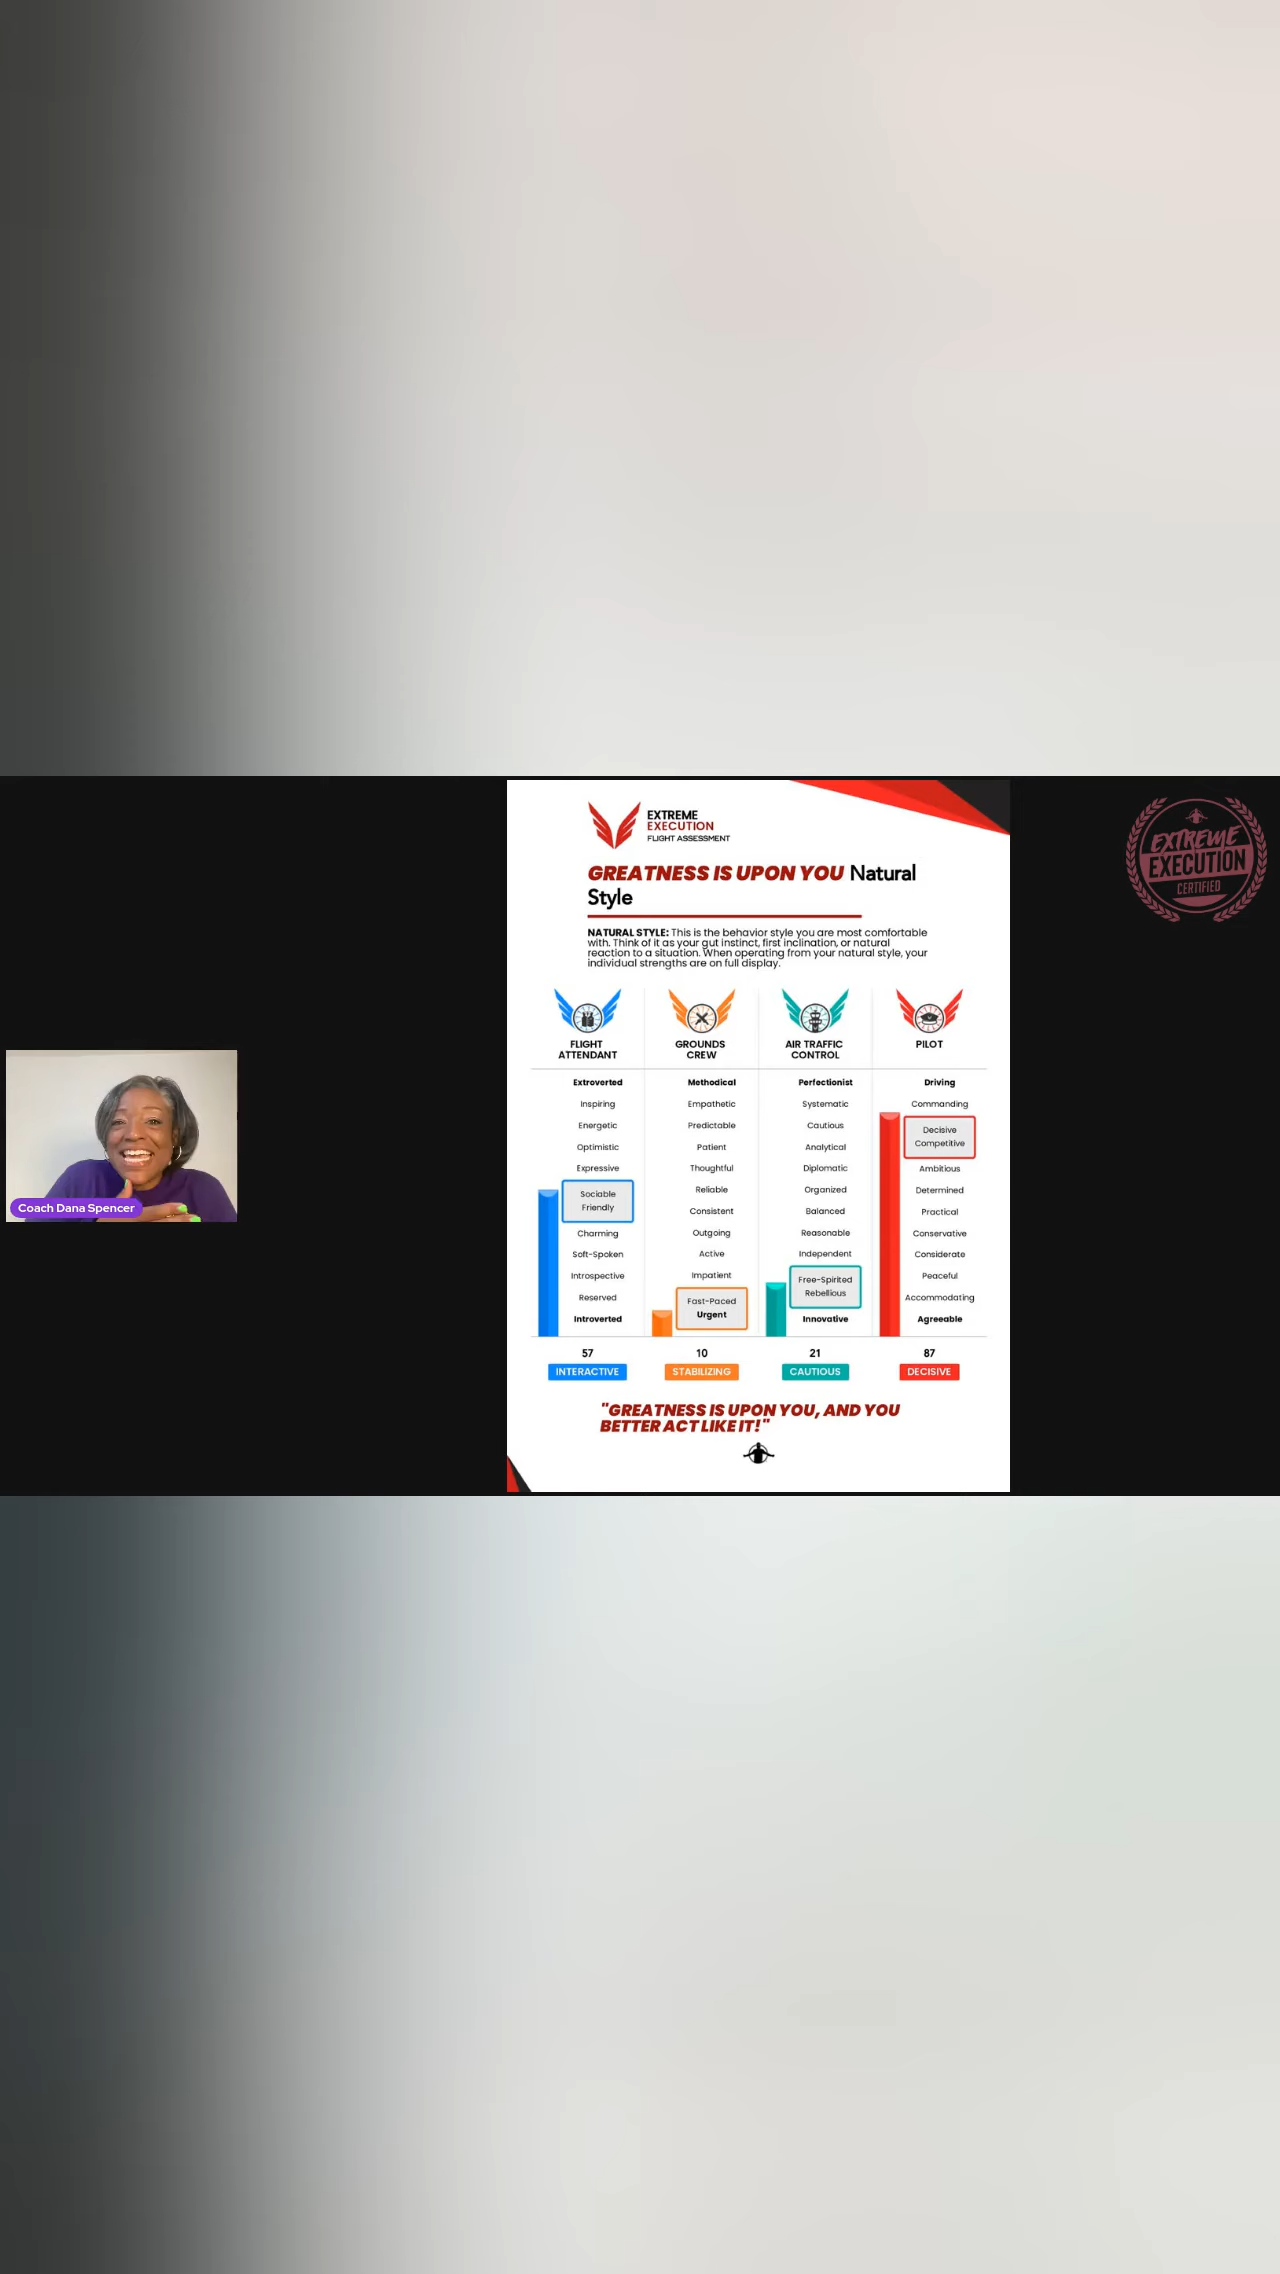 EXTREME
EXECUTION
FLIGHT ASSESSMENT
EXTREME
EXECUTION
CERTIFIED
GREATNESS IS UPON YOU Natural
Style
NATURAL STYLE: This is the behavior style you are most comfortable
with. Think of it as your gut instinct, first inclination, or natural
reaction to a situation. When operating from your natural style, your
individual strengths are on full display.
FLIGHT
ATTENDANT
Extroverted
Inspiring
Energetic
Optimistic
Expressive
Sociable
Friendly
Charming
Soft-Spoken
Introspective
Reserved
Introverted
57
INTERACTIVE
GROUNDS
CREW
Methodical
Empathetic
Predictable
Patient
Thoughtful
Reliable
Consistent
Outgoing
Active
Impatient
Fast-Paced
Urgent
10
STABILIZING
AIR TRAFFIC
CONTROL
Perfectionist
Systematic
Cautious
Analytical
Diplomatic
Organized
Balanced
Reasonable
Independent
Free-Spirited
Rebellious
Innovative
21
CAUTIOUS
PILOT
Driving
Commanding
Decisive
Competitive
Ambitious
Determined
Practical
Conservative
Considerate
Peaceful
Accommodating
Agreeable
87
DECISIVE
"GREATNESS IS UPON YOU, AND YOU
BETTER ACT LIKE IT!"
Coach Dana Spencer